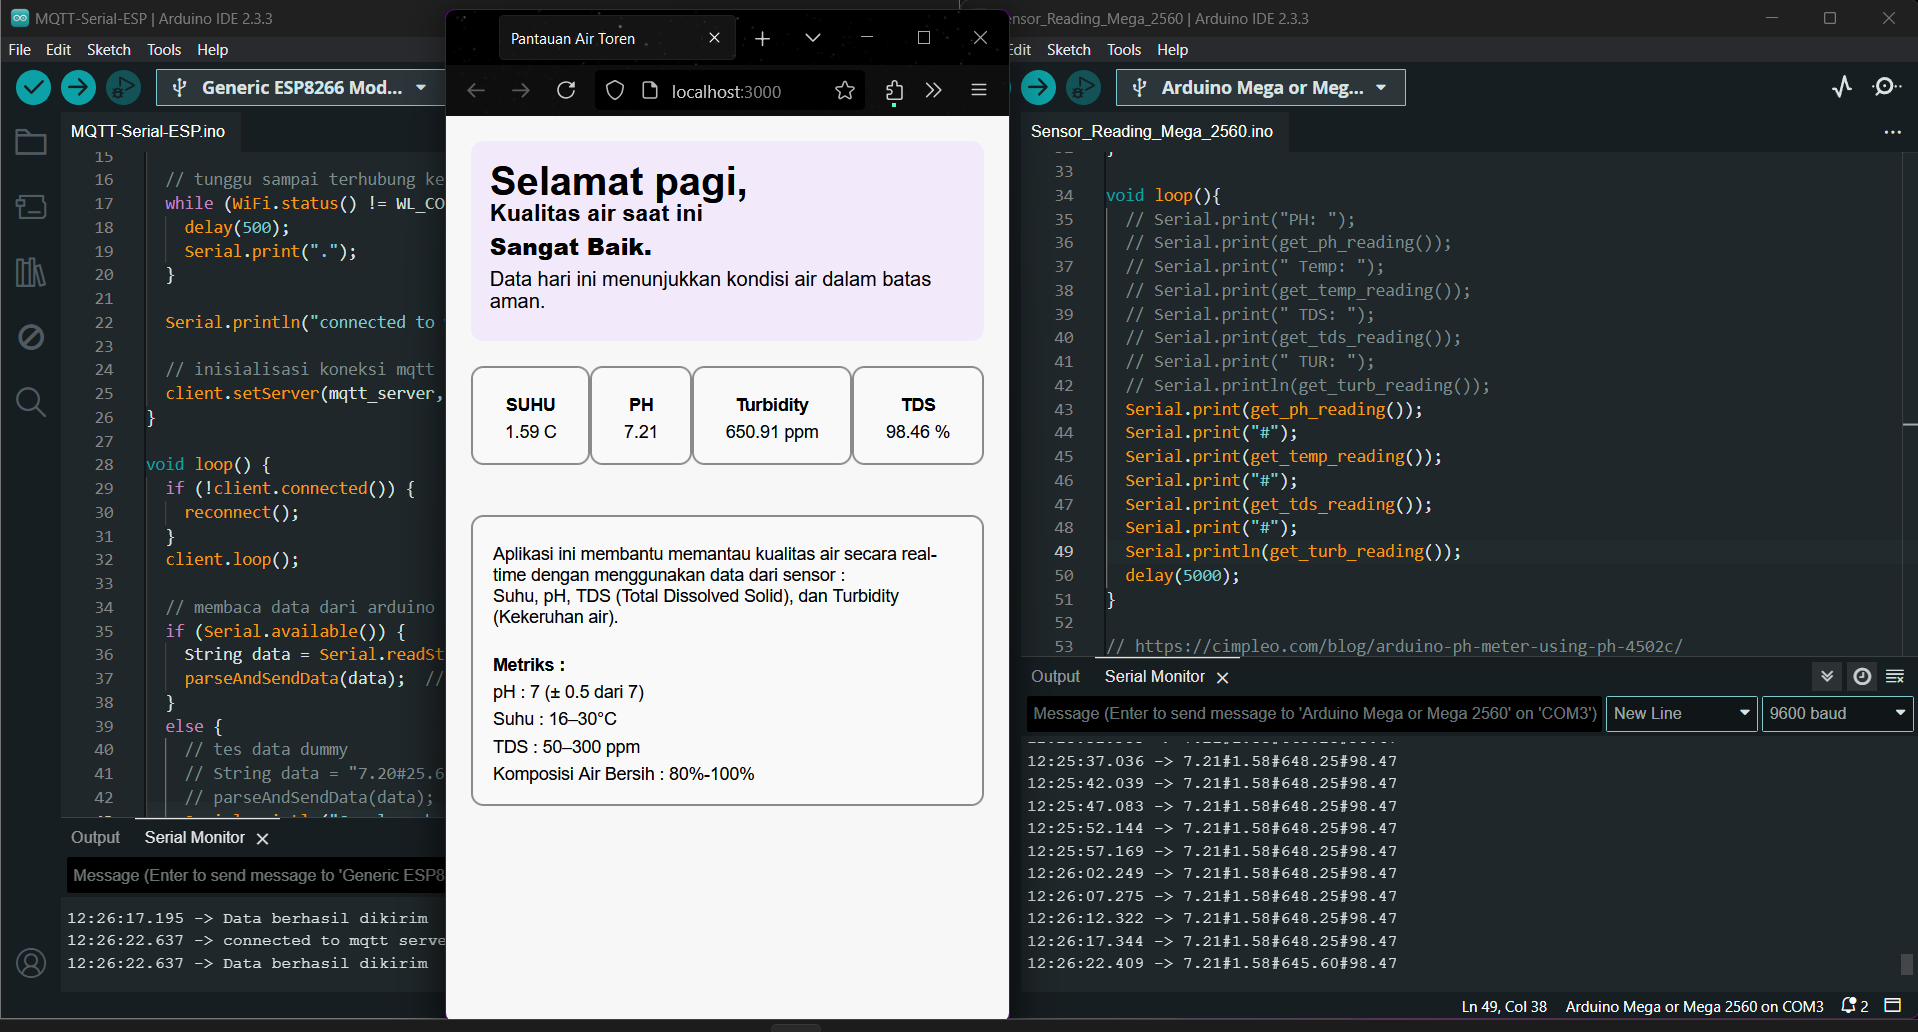 MQTT-Serial-ESP | Arduino IDE 2.3.3
File Edit Sketch Tools Help
Generic ESP8266 Mod...
MQTT-Serial-ESP.ino
15
16 // tunggu sampai terhubung ke
17 while (WiFi.status() != WL_CO
18 delay(500);
19 Serial.print(".");
20 }
21
22 Serial.println("connected to
23
24 // inisialisasi koneksi mqtt
25 client.setServer(mqtt_server,
26 }
27
28 void loop() {
29 if (!client.connected()) {
30 reconnect();
31 }
32 client.loop();
33
34 // membaca data dari arduino
35 if (Serial.available()) {
36 String data = Serial.readSt
37 parseAndSendData(data); //
38 }
39 else {
40 // tes data dummy
41 // String data = "7.20#25.6
42 // parseAndSendData(data);
Output Serial Monitor
Message (Enter to send message to 'Generic ESP8
12:26:17.195 -> Data berhasil dikirim
12:26:22.637 -> connected to mqtt serve
12:26:22.637 -> Data berhasil dikirim
Pantauan Air Toren
localhost:3000
Selamat pagi,
Kualitas air saat ini
Sangat Baik.
Data hari ini menunjukkan kondisi air dalam batas
aman.
SUHU PH Turbidity TDS
1.59 C 7.21 650.91 ppm 98.46 %
Aplikasi ini membantu memantau kualitas air secara real-
time dengan menggunakan data dari sensor :
Suhu, pH, TDS (Total Dissolved Solid), dan Turbidity
(Kekeruhan air).
Metriks :
pH : 7 (± 0.5 dari 7)
Suhu : 16–30°C
TDS : 50–300 ppm
Komposisi Air Bersih : 80%-100%
ensor_Reading_Mega_2560 | Arduino IDE 2.3.3
Edit Sketch Tools Help
Arduino Mega or Meg...
Sensor_Reading_Mega_2560.ino
33
34 void loop(){
35 // Serial.print("PH: ");
36 // Serial.print(get_ph_reading());
37 // Serial.print(" Temp: ");
38 // Serial.print(get_temp_reading());
39 // Serial.print(" TDS: ");
40 // Serial.print(get_tds_reading());
41 // Serial.print(" TUR: ");
42 // Serial.println(get_turb_reading());
43 Serial.print(get_ph_reading());
44 Serial.print("#");
45 Serial.print(get_temp_reading());
46 Serial.print("#");
47 Serial.print(get_tds_reading());
48 Serial.print("#");
49 Serial.println(get_turb_reading());
50 delay(5000);
51 }
52
53 // https://cimpleo.com/blog/arduino-ph-meter-using-ph-4502c/
Output Serial Monitor
Message (Enter to send message to 'Arduino Mega or Mega 2560' on 'COM3') New Line 9600 baud
12:25:37.036 -> 7.21#1.58#648.25#98.47
12:25:42.039 -> 7.21#1.58#648.25#98.47
12:25:47.083 -> 7.21#1.58#648.25#98.47
12:25:52.144 -> 7.21#1.58#648.25#98.47
12:25:57.169 -> 7.21#1.58#648.25#98.47
12:26:02.249 -> 7.21#1.58#648.25#98.47
12:26:07.275 -> 7.21#1.58#648.25#98.47
12:26:12.322 -> 7.21#1.58#648.25#98.47
12:26:17.344 -> 7.21#1.58#648.25#98.47
12:26:22.409 -> 7.21#1.58#645.60#98.47
Ln 49, Col 38 Arduino Mega or Mega 2560 on COM3 2